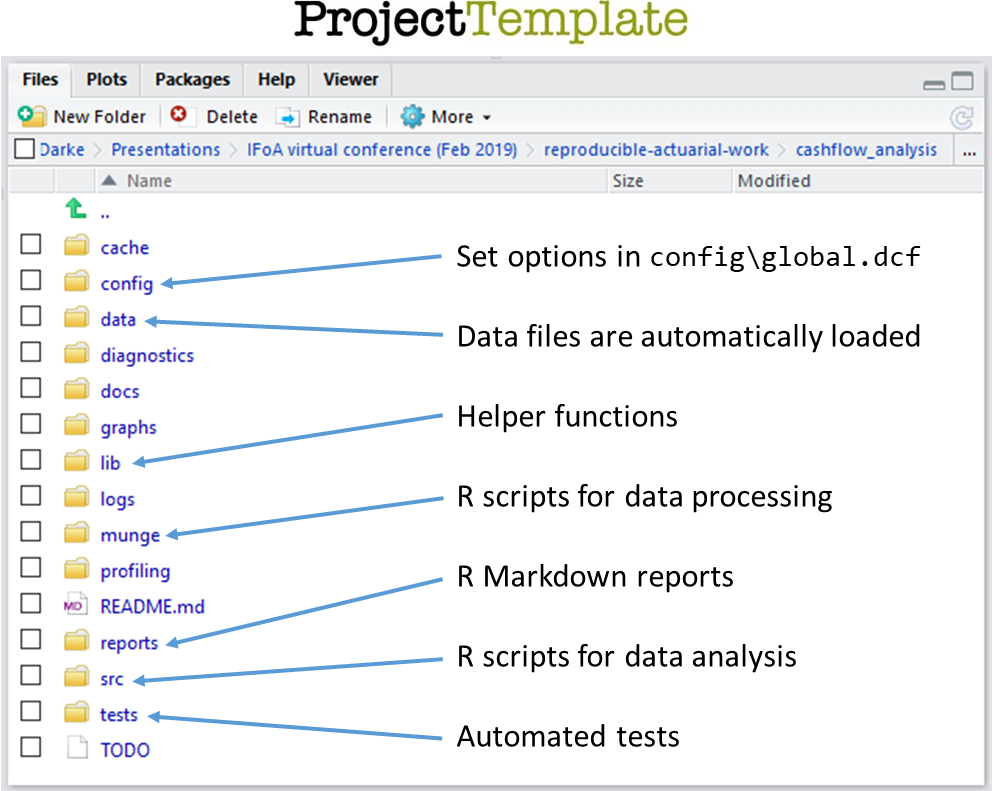 ProjectTemplate
Files Plots Packages Help Viewer
New Folder Delete Rename More
Darke > Presentations > IFoA virtual conference (Feb 2019) > reproducible-actuarial-work > cashflow_analysis ...
Name Size Modified
..
cache
Set options in config\global.dcf
config
data
Data files are automatically loaded
diagnostics
docs
Helper functions
graphs
lib
R scripts for data processing
logs
munge
R Markdown reports
profiling
MD README.md
reports
R scripts for data analysis
src
tests
Automated tests
TODO